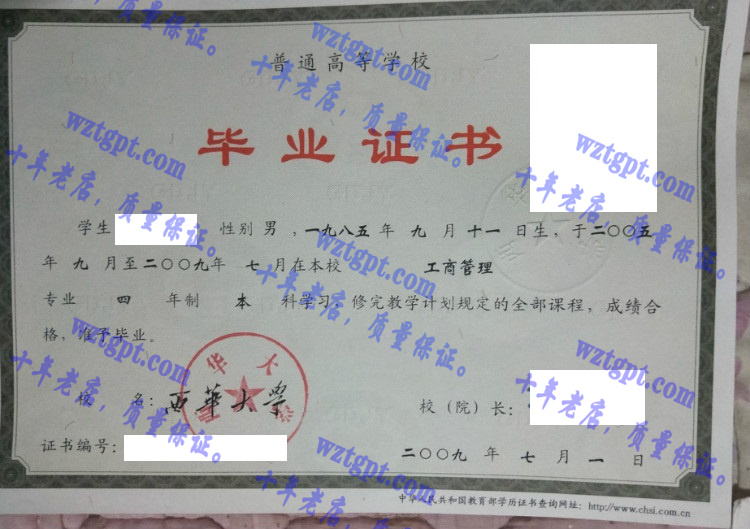 普通高等学校
毕业证书
学生 性别 男 ，一九八五 年 九 月 十一 日生，于 二〇〇五
年 九 月至 二〇〇九 年 七 月在本校 工商管理
专业 四 年制 本 科学习，修完教学计划规定的全部课程，成绩合
格，准予毕业。
校 名： 西華大学
校（院）长：
证书编号：
二〇〇九 年 七 月 一 日
中华人民共和国教育部学历证书查询网址：http://www.chsi.com.cn
wztgpt.com
十年老店，质量保证。